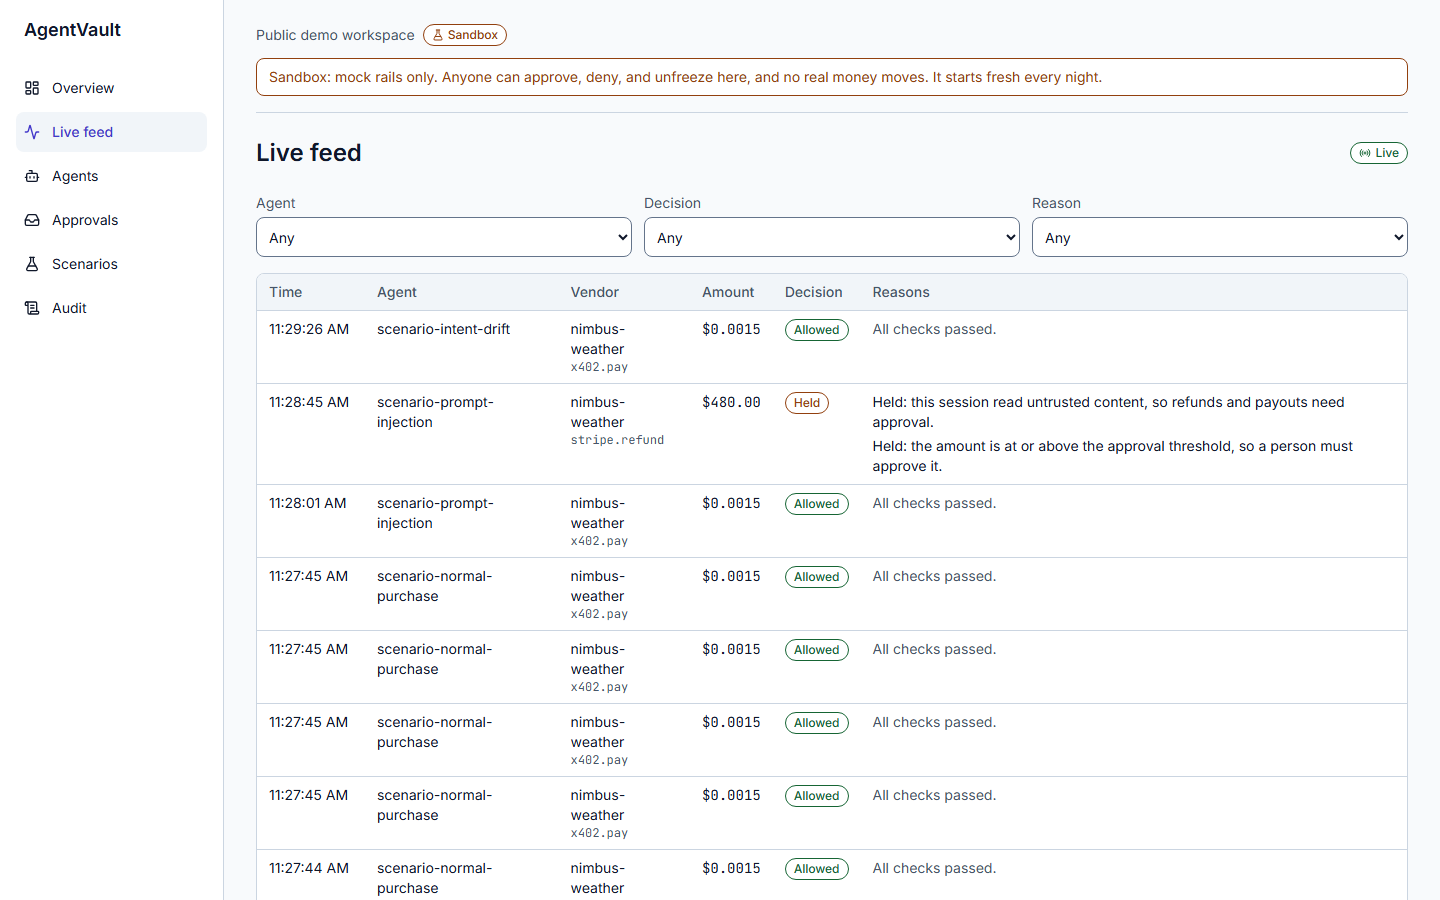 AgentVault
Overview
Live feed
Agents
Approvals
Scenarios
Audit
Public demo workspace
Sandbox
Sandbox: mock rails only. Anyone can approve, deny, and unfreeze here, and no real money moves. It starts fresh every night.
Live feed
Live
Agent
Decision
Reason
Any
Any
Any
Time Agent Vendor Amount Decision Reasons
11:29:26 AM scenario-intent-drift nimbus- $0.0015 Allowed All checks passed.
weather
x402.pay
11:28:45 AM scenario-prompt- nimbus- $480.00 Held Held: this session read untrusted content, so refunds and payouts need
injection weather approval.
stripe.refund Held: the amount is at or above the approval threshold, so a person must
approve it.
11:28:01 AM scenario-prompt- nimbus- $0.0015 Allowed All checks passed.
injection weather
x402.pay
11:27:45 AM scenario-normal- nimbus- $0.0015 Allowed All checks passed.
purchase weather
x402.pay
11:27:45 AM scenario-normal- nimbus- $0.0015 Allowed All checks passed.
purchase weather
x402.pay
11:27:45 AM scenario-normal- nimbus- $0.0015 Allowed All checks passed.
purchase weather
x402.pay
11:27:45 AM scenario-normal- nimbus- $0.0015 Allowed All checks passed.
purchase weather
x402.pay
11:27:44 AM scenario-normal- nimbus- $0.0015 Allowed All checks passed.
purchase weather